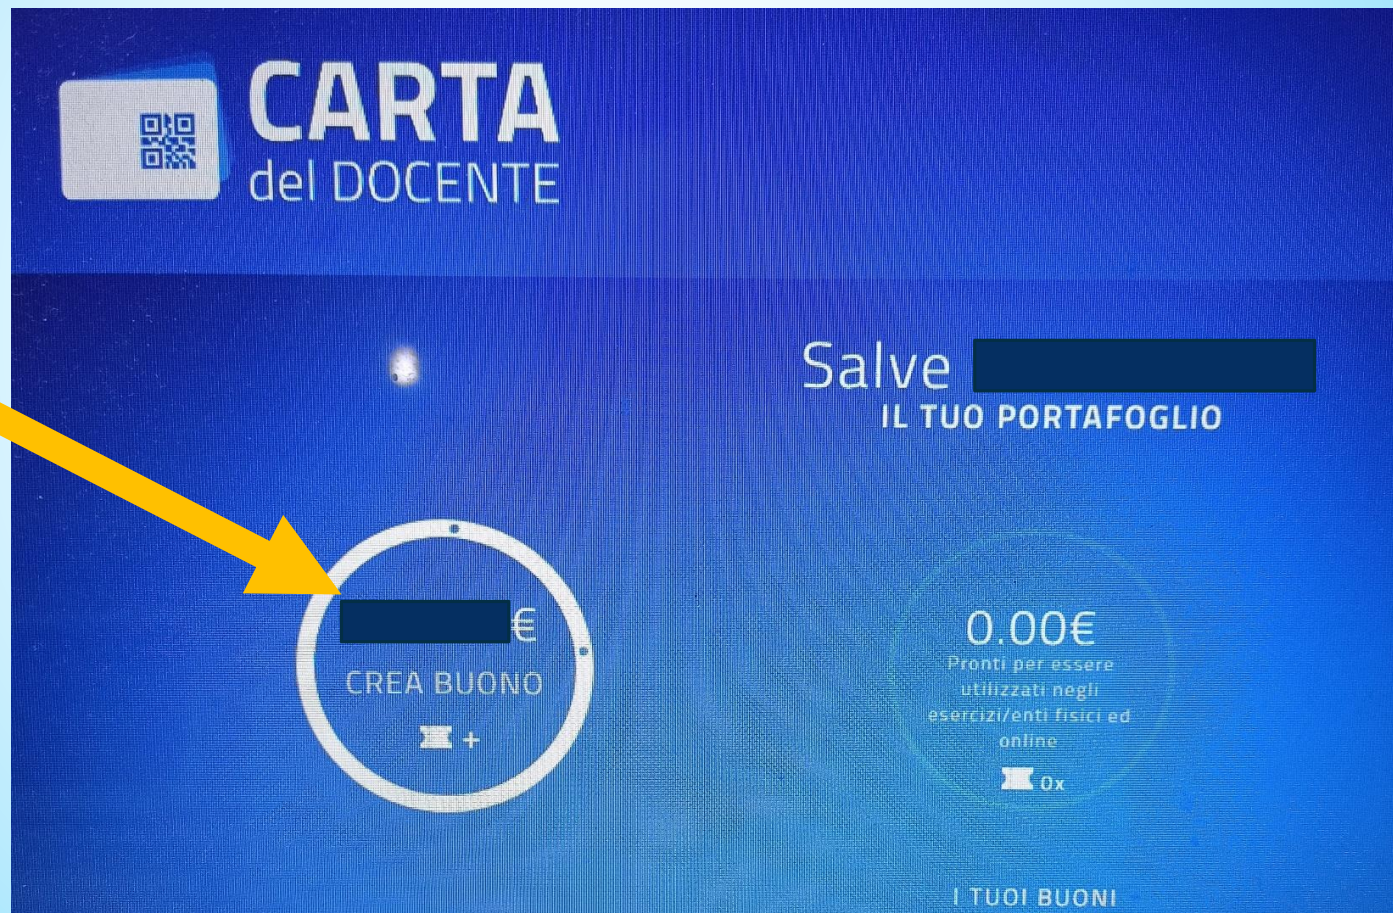 CARTA
del DOCENTE
Salve
IL TUO PORTAFOGLIO
€
CREA BUONO
+
0.00€
Pronti per essere
utilizzati negli
esercizi/enti fisici ed
online
0x
I TUOI BUONI